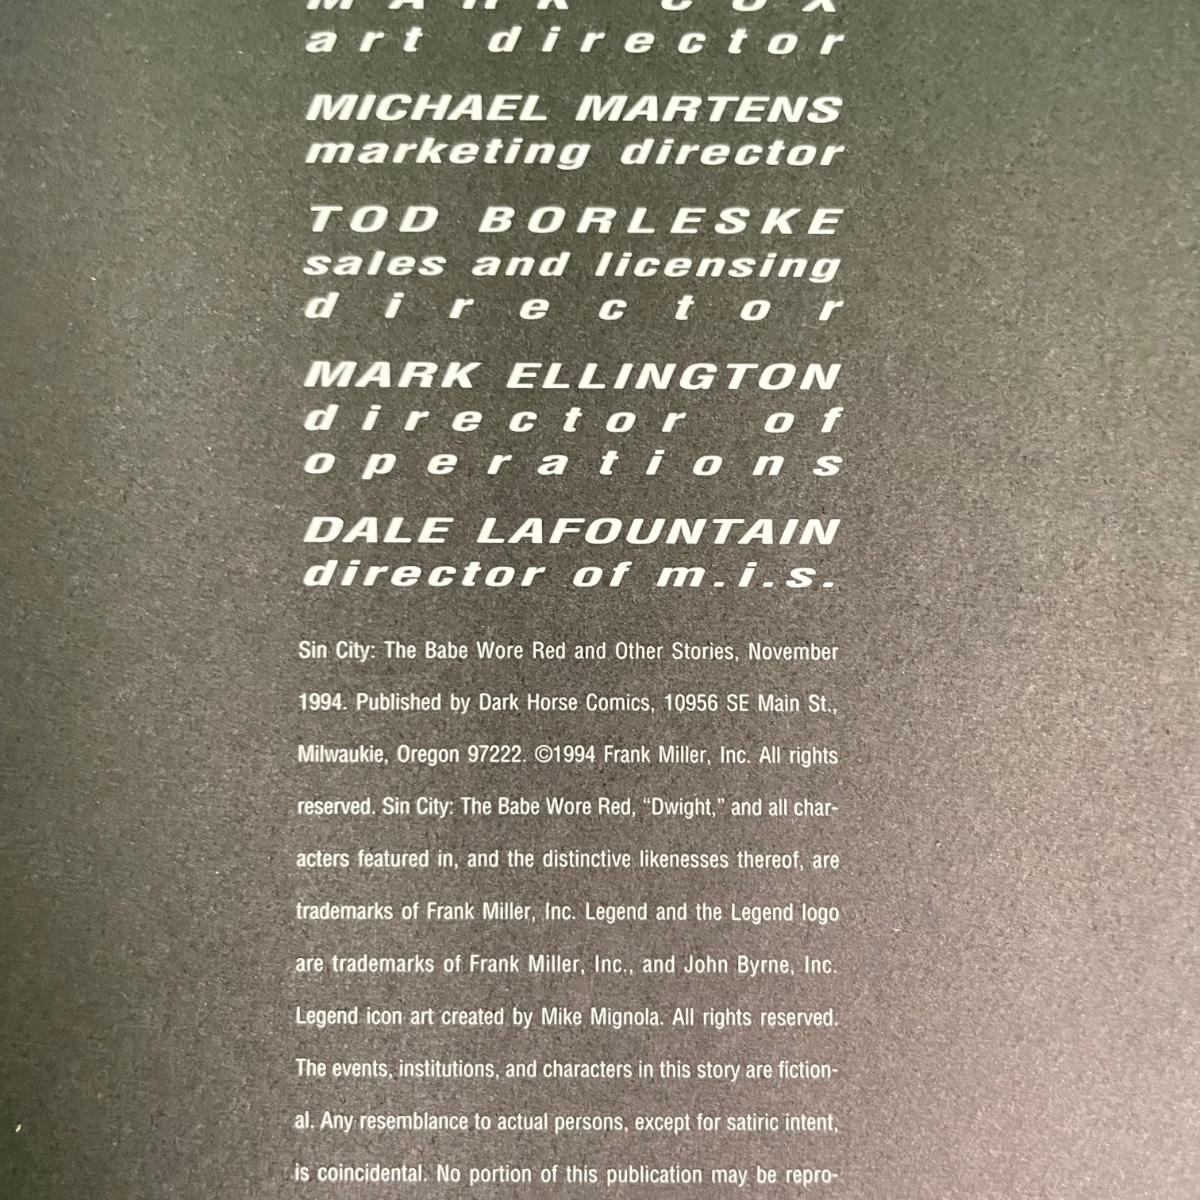 MARK COX
art director
MICHAEL MARTENS
marketing director
TOD BORLESKE
sales and licensing
director
MARK ELLINGTON
director of
operations
DALE LAFOUNTAIN
director of m.i.s.
Sin City: The Babe Wore Red and Other Stories, November
1994. Published by Dark Horse Comics, 10956 SE Main St.,
Milwaukie, Oregon 97222. ©1994 Frank Miller, Inc. All rights
reserved. Sin City: The Babe Wore Red, “Dwight,” and all char-
acters featured in, and the distinctive likenesses thereof, are
trademarks of Frank Miller, Inc. Legend and the Legend logo
are trademarks of Frank Miller, Inc., and John Byrne, Inc.
Legend icon art created by Mike Mignola. All rights reserved.
The events, institutions, and characters in this story are fiction-
al. Any resemblance to actual persons, except for satiric intent,
is coincidental. No portion of this publication may be repro-